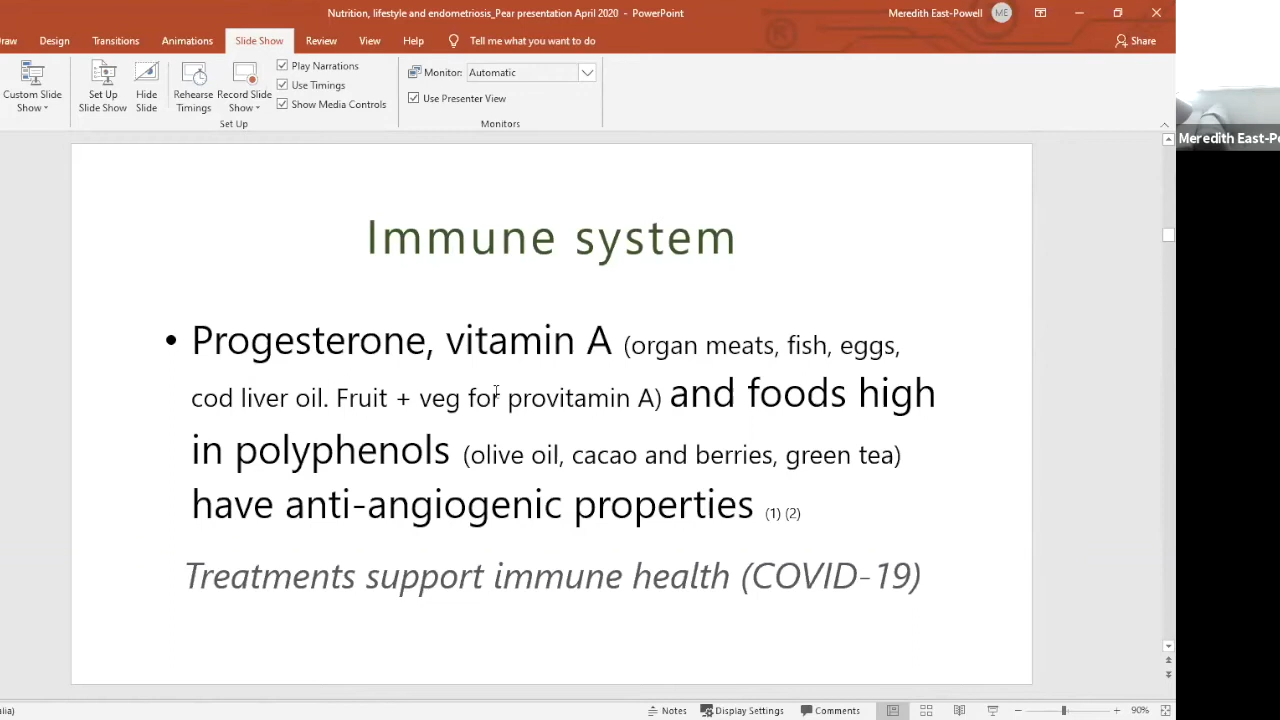 Nutrition, lifestyle and endometriosis_Pear presentation April 2020 - PowerPoint
Meredith East-Powell
ME
raw Design Transitions Animations Slide Show Review View Help Tell me what you want to do
Share
Custom Slide
Show
Set Up
Slide Show
Hide
Slide
Rehearse
Timings
Record Slide
Show
Play Narrations
Use Timings
Show Media Controls
Set Up
Monitor: Automatic
Use Presenter View
Monitors
Meredith East-Po
Immune system
• Progesterone, vitamin A (organ meats, fish, eggs,
cod liver oil. Fruit + veg for provitamin A) and foods high
in polyphenols (olive oil, cacao and berries, green tea)
have anti-angiogenic properties (1) (2)
Treatments support immune health (COVID-19)
lia) Notes Display Settings Comments 90%